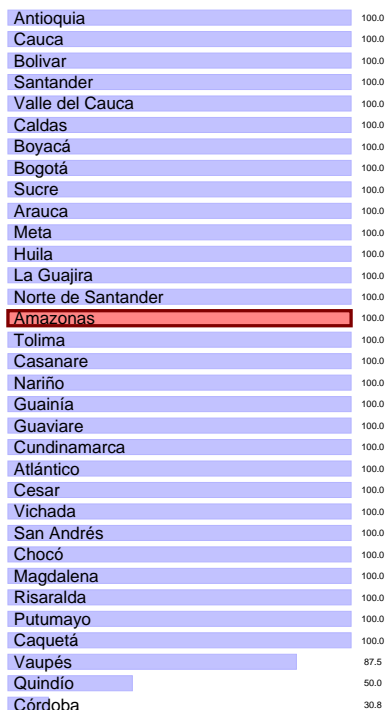 Antioquia 100.0
Cauca 100.0
Bolivar 100.0
Santander 100.0
Valle del Cauca 100.0
Caldas 100.0
Boyacá 100.0
Bogotá 100.0
Sucre 100.0
Arauca 100.0
Meta 100.0
Huila 100.0
La Guajira 100.0
Norte de Santander 100.0
Amazonas 100.0
Tolima 100.0
Casanare 100.0
Nariño 100.0
Guainía 100.0
Guaviare 100.0
Cundinamarca 100.0
Atlántico 100.0
Cesar 100.0
Vichada 100.0
San Andrés 100.0
Chocó 100.0
Magdalena 100.0
Risaralda 100.0
Putumayo 100.0
Caquetá 100.0
Vaupés 87.5
Quindío 50.0
Córdoba 30.8